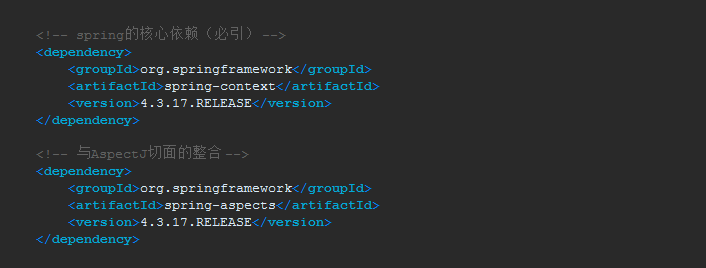 <!-- spring的核心依赖（必引）-->
<dependency>
<groupId>org.springframework</groupId>
<artifactId>spring-context</artifactId>
<version>4.3.17.RELEASE</version>
</dependency>
<!-- 与AspectJ切面的整合 -->
<dependency>
<groupId>org.springframework</groupId>
<artifactId>spring-aspects</artifactId>
<version>4.3.17.RELEASE</version>
</dependency>